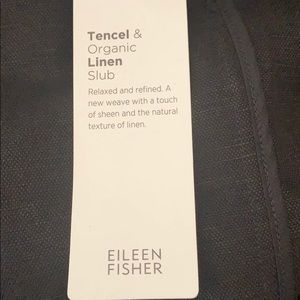 Tencel &
Organic
Linen
Slub
Relaxed and refined. A
new weave with a touch
of sheen and the natural
texture of linen.
EILEEN
FISHER